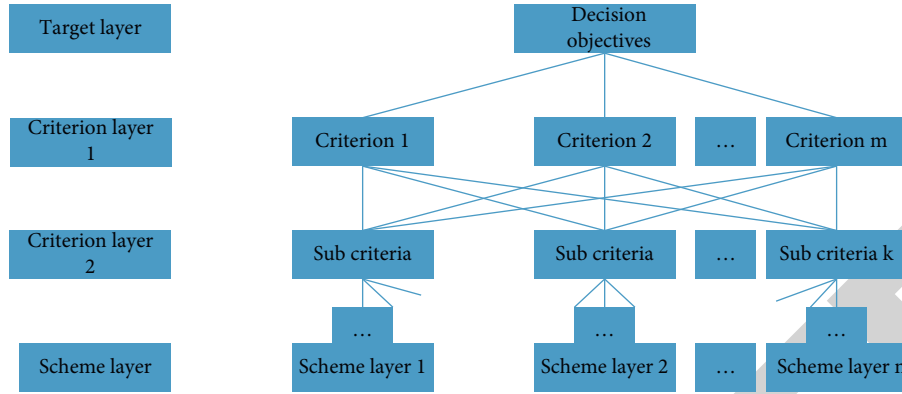 Target layer
Decision
objectives
Criterion layer
1
Criterion 1
Criterion 2
...
Criterion m
Criterion layer
2
Sub criteria
Sub criteria
...
Sub criteria k
...
...
...
Scheme layer
Scheme layer 1
Scheme layer 2
...
Scheme layer n